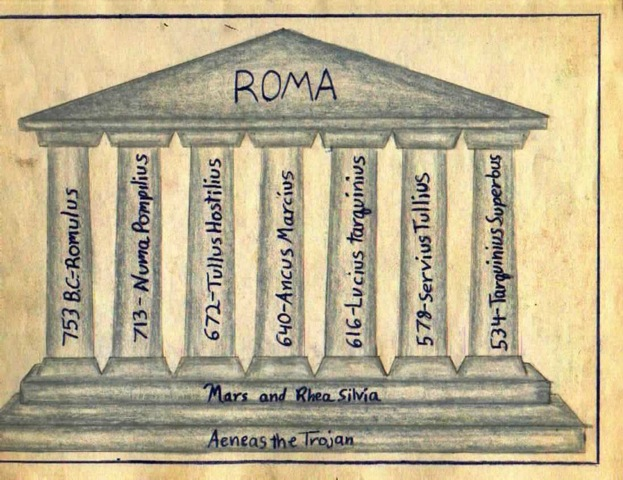 ROMA
753 B.C-Romulus
713- Numa Pompilius
672-Tullus Hostilius
640-Ancus Marcius
616-Lucius tarquinius
578-Servius Tullius
534-Tarquinius Superbus
Mars and Rhea Silvia
Aeneas the Trojan